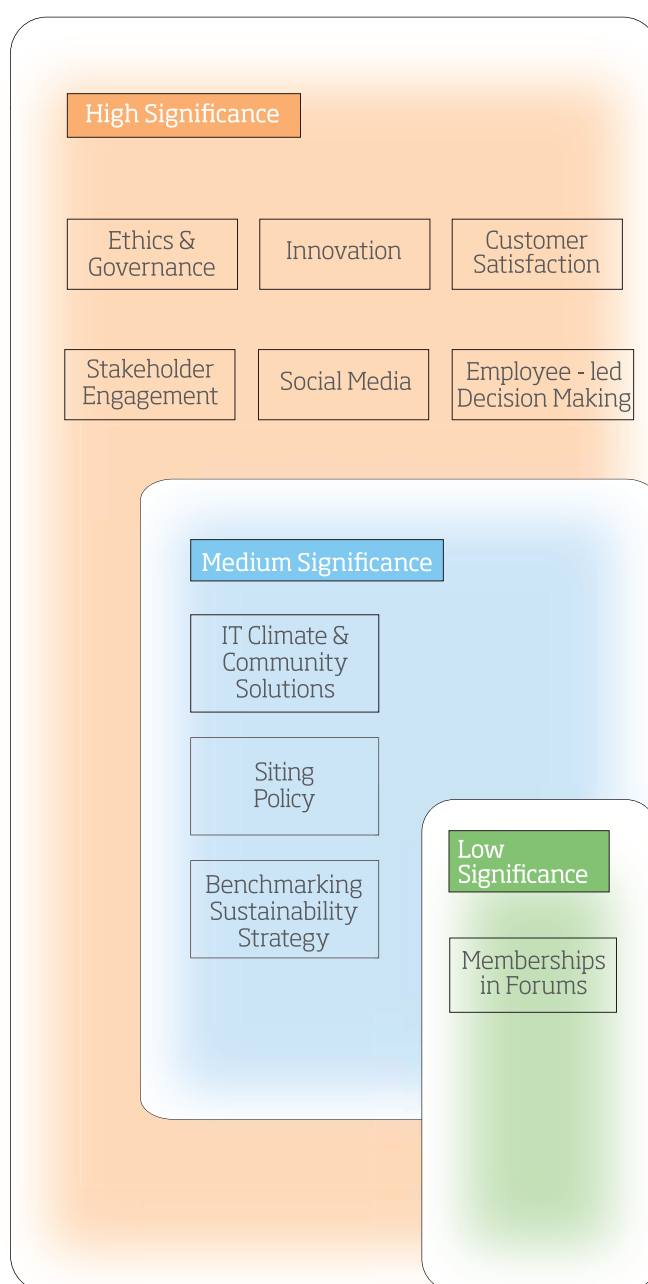 High Significance
Ethics &
Governance
Innovation
Customer
Satisfaction
Stakeholder
Engagement
Social Media
Employee - led
Decision Making
Medium Significance
IT Climate &
Community
Solutions
Siting
Policy
Benchmarking
Sustainability
Strategy
Low
Significance
Memberships
in Forums